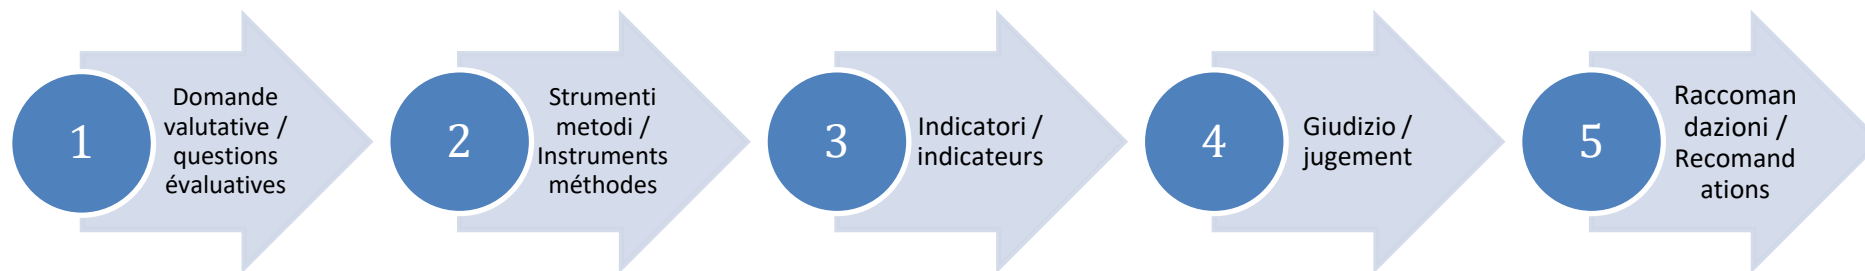 1
Domande
valutative /
questions
évaluatives
2
Strumenti
metodi /
Instruments
méthodes
3
Indicatori /
indicateurs
4
Giudizio /
jugement
5
Raccoman
dazioni /
Recomand
ations